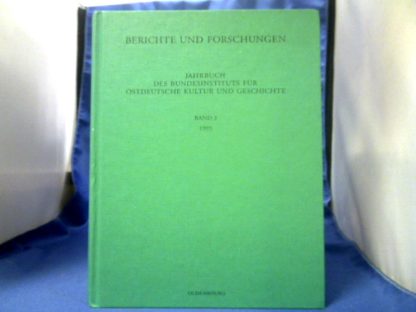 BERICHTE UND FORSCHUNGEN
JAHRBUCH
DES BUNDESINSTITUTS FÜR
OSTDEUTSCHE KULTUR UND GESCHICHTE
BAND 3
1995
OLDENBOURG